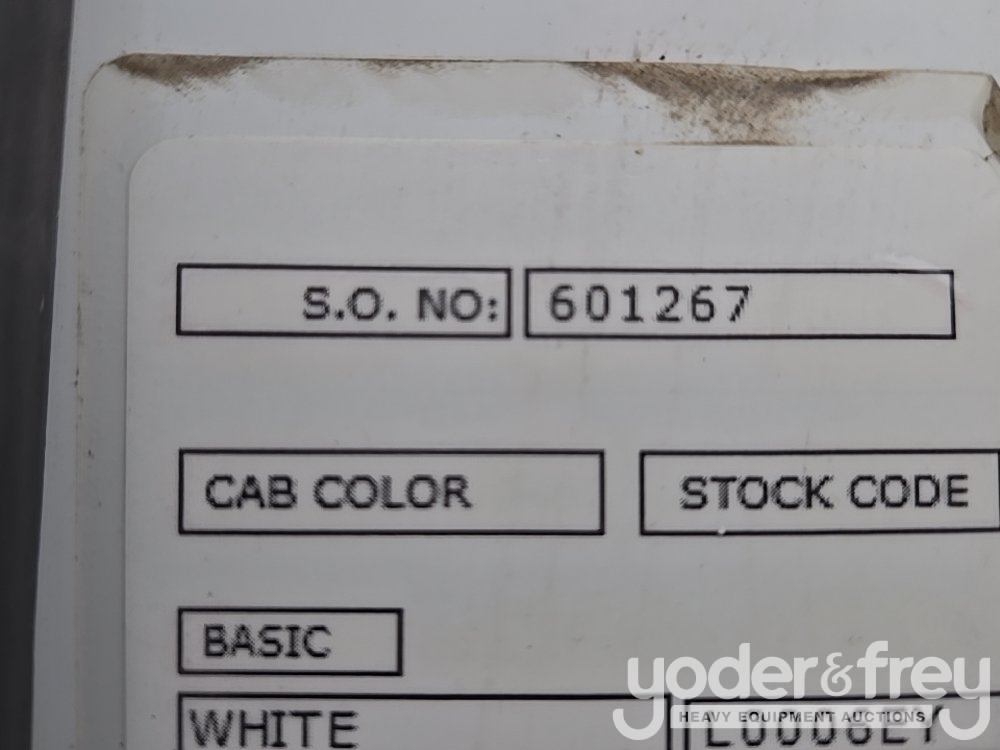 S.O. NO: 601267
CAB COLOR STOCK CODE
BASIC
WHITE
yoder&frey
HEAVY EQUIPMENT AUCTIONS